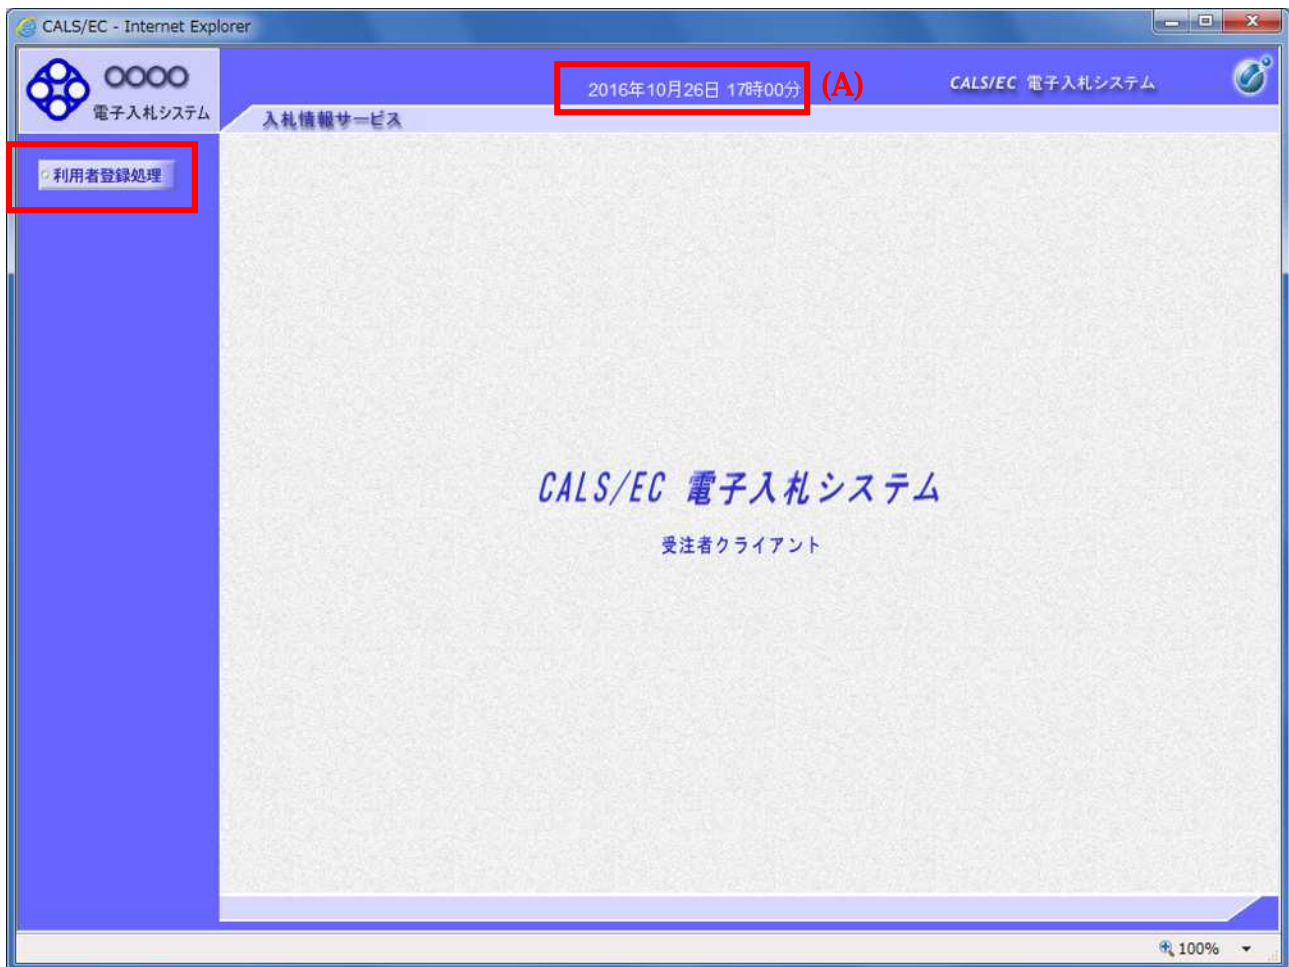 CALS/EC - Internet Explorer
○○○○
電子入札システム
2016年10月26日 17時00分
(A)
CALS/EC 電子入札システム
入札情報サービス
利用者登録処理
CALS/EC 電子入札システム
受注者クライアント
100%